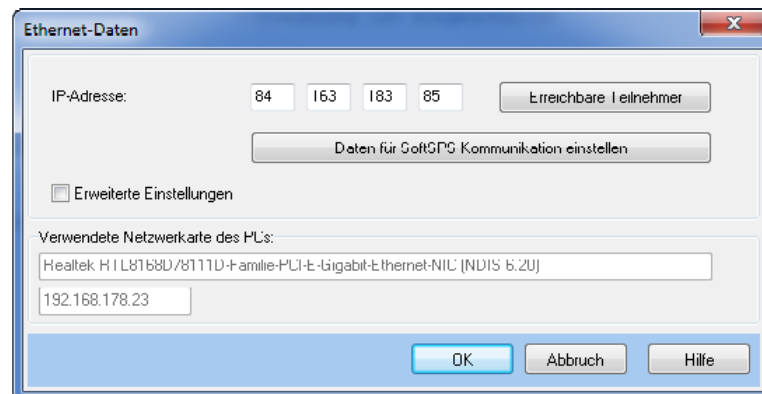 Ethernet-Daten
IP-Adresse: 84 163 183 85 Erreichbare Teilnehmer
Daten für SoftSPS Kommunikation einstellen
Erweiterte Einstellungen
Verwendete Netzwerkarte des PCs:
Realtek RTL8168D/8111D-Familie-PCI-E-Gigabit-Ethernet-NIC (NDIS 6.20)
192.168.178.23
OK Abbruch Hilfe